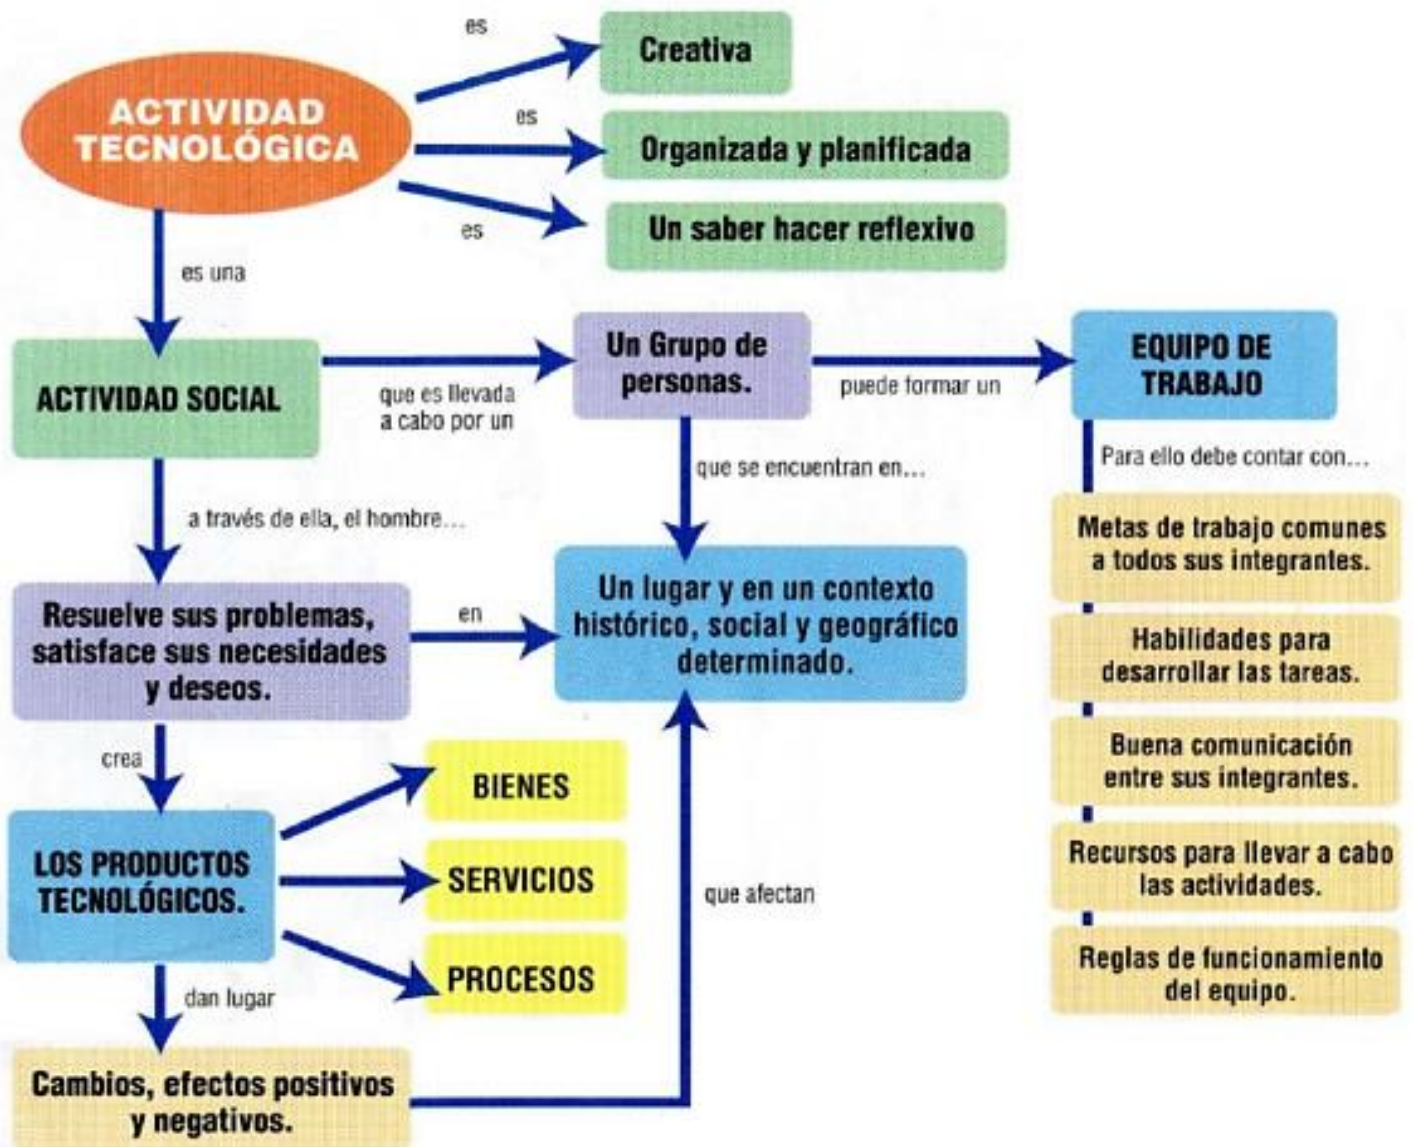 es
Creativa
ACTIVIDAD
TECNOLÓGICA
es
Organizada y planificada
es
Un saber hacer reflexivo
es una
ACTIVIDAD SOCIAL
que es llevada
a cabo por un
Un Grupo de
personas.
puede formar un
EQUIPO DE
TRABAJO
que se encuentran en...
Para ello debe contar con...
a través de ella, el hombre...
Metas de trabajo comunes
a todos sus integrantes.
Resuelve sus problemas,
satisface sus necesidades
y deseos.
en
Un lugar y en un contexto
histórico, social y geográfico
determinado.
Habilidades para
desarrollar las tareas.
crea
BIENES
Buena comunicación
entre sus integrantes.
LOS PRODUCTOS
TECNOLÓGICOS.
SERVICIOS
que afectan
Recursos para llevar a cabo
las actividades.
PROCESOS
Reglas de funcionamiento
del equipo.
dan lugar
Cambios, efectos positivos
y negativos.